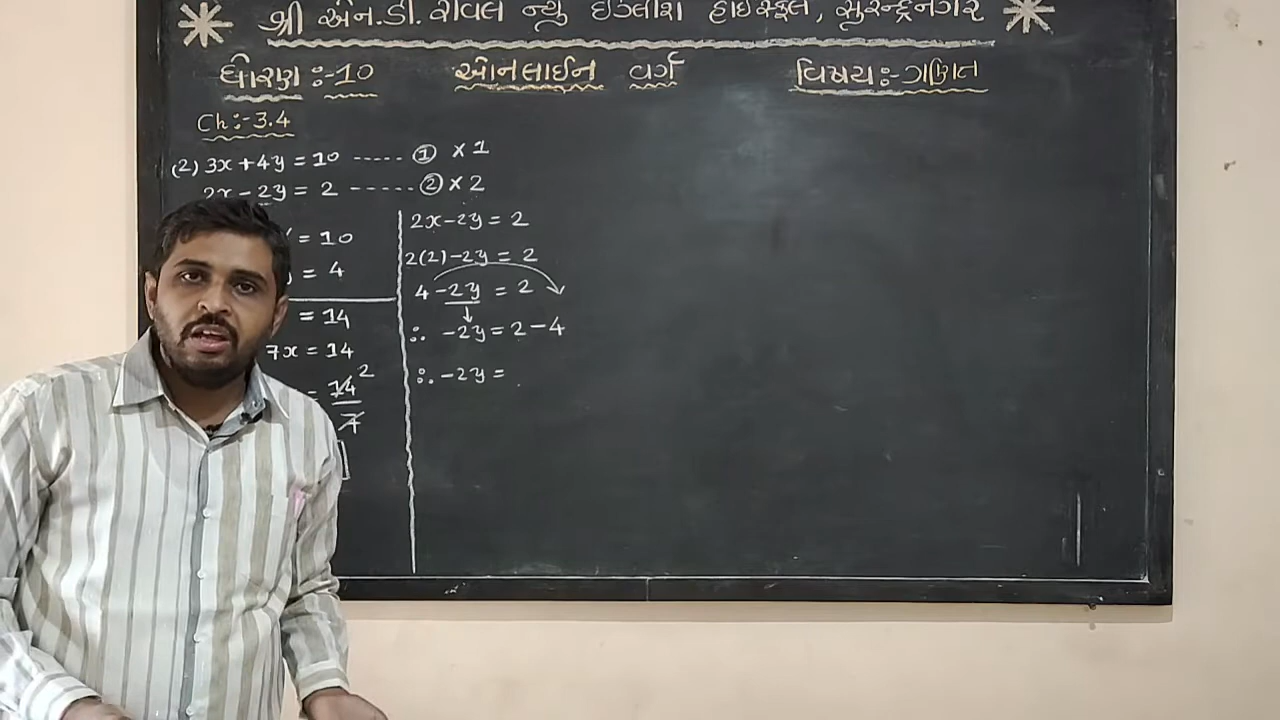 શ્રી એન.ડી. રાવલ ન્યુ ઇંગ્લીશ હાઇસ્કૂલ, સુરેન્દ્રનગર
ધોરણ :-10 ઓનલાઈન વર્ગ વિષય:-ગણિત
Ch:-3.4
(2) 3x + 4y = 10 ----- ① × 1
2x - 2y = 2 ------ ② × 2
= 10
= 4
= 14
7x = 14
= 14 2
7
2x - 2y = 2
2(2) - 2y = 2
4 - 2y = 2
∴ -2y = 2 - 4
∴ -2y =